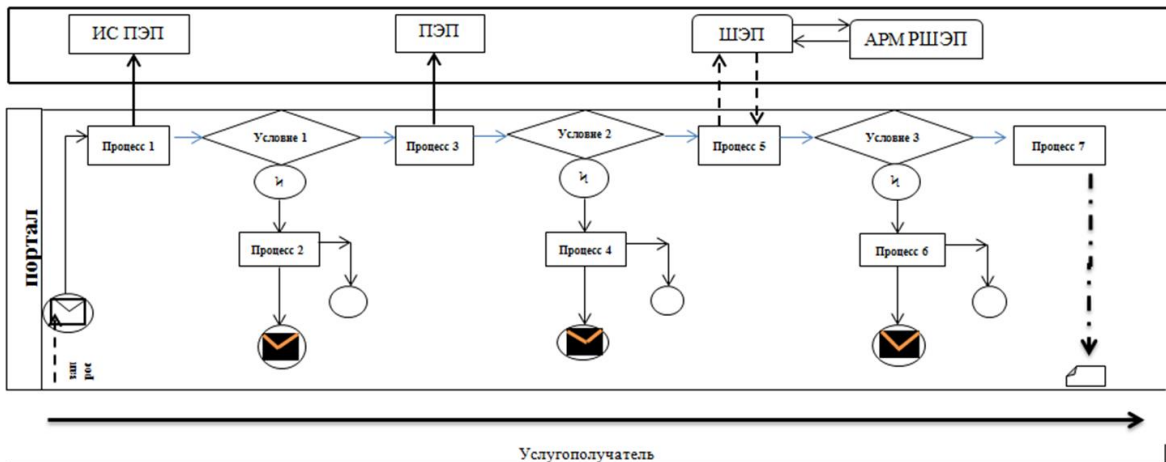 ИС ПЭП
ПЭП
ШЭП
АРМ РШЭП
Процесс 1
Условие 1
Процесс 3
Условие 2
Процесс 5
Условие 3
Процесс 7
Процесс 2
Процесс 4
Процесс 6
портал
зап
рос
Услугополучатель